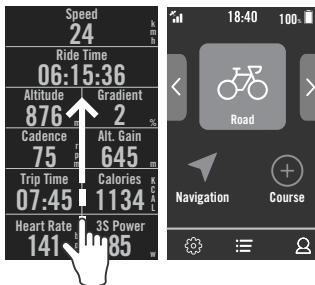 Speed
24 kmh
Ride Time
06:15:36
Altitude Gradient
876 m 2 %
Cadence Alt. Gain
75 rpm 645 m
Trip Time Calories
07:45 1134 KCAL
Heart Rate 3S Power
141 85 w
18:40 100%
Road
Navigation Course